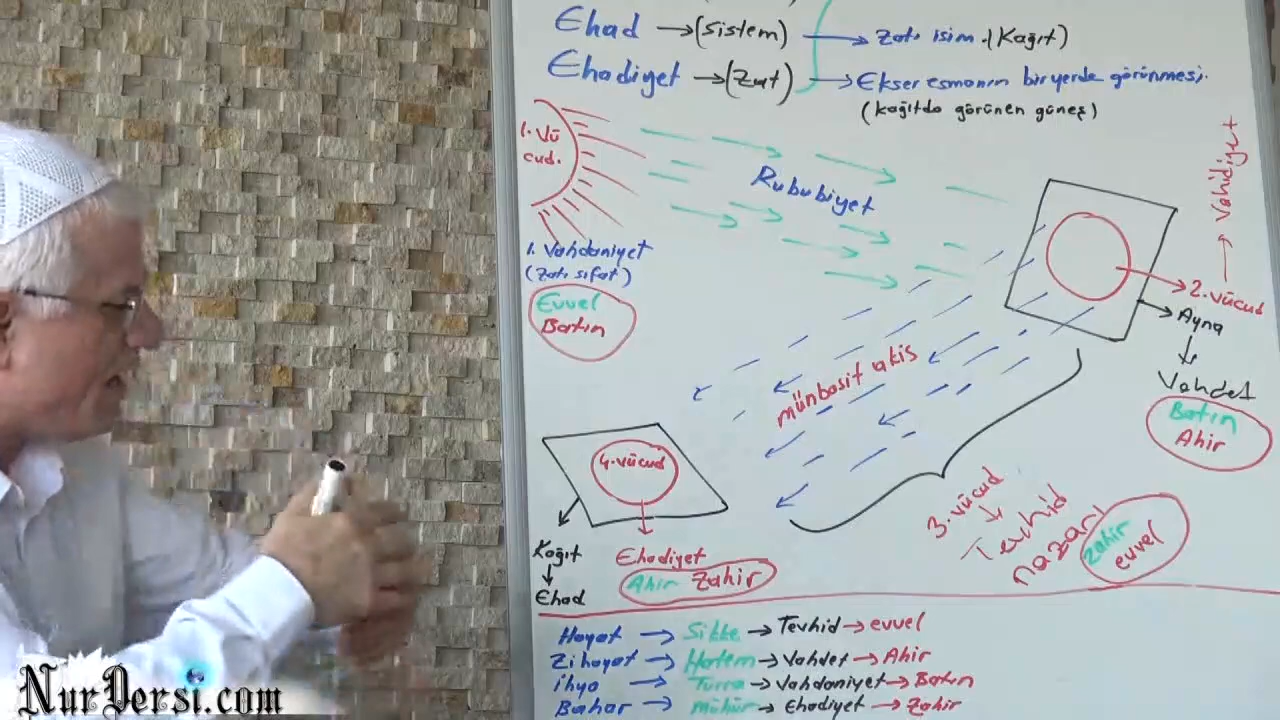 Ehad → (Sistem) → Zatı isim. (Kağıt)
Ehadiyet → (Zat) → Ekser esmanın bir yerde görünmesi.
(kağıtda görünen güneş)
1. Vü
cud.
Rububiyet
Vahidiyet
1. Vahdaniyet
(Zatı sıfat)
Evvel
Batın
2. vücud
Ayna
Vahdet
Batın
Ahir
münbasit akis
4. vücud
3. vücud
Tevhid
nazarı
zahir
evvel
Kağıt
Ehad
Ehadiyet
Ahir Zahir
Hayat → Sikke → Tevhid → evvel
Zihayat → Hatem → Vahdet → Ahir
ihya → Turra → Vahdaniyet → Batın
Bahar → Mühür → Ehadiyet → Zahir
NurDersi.com